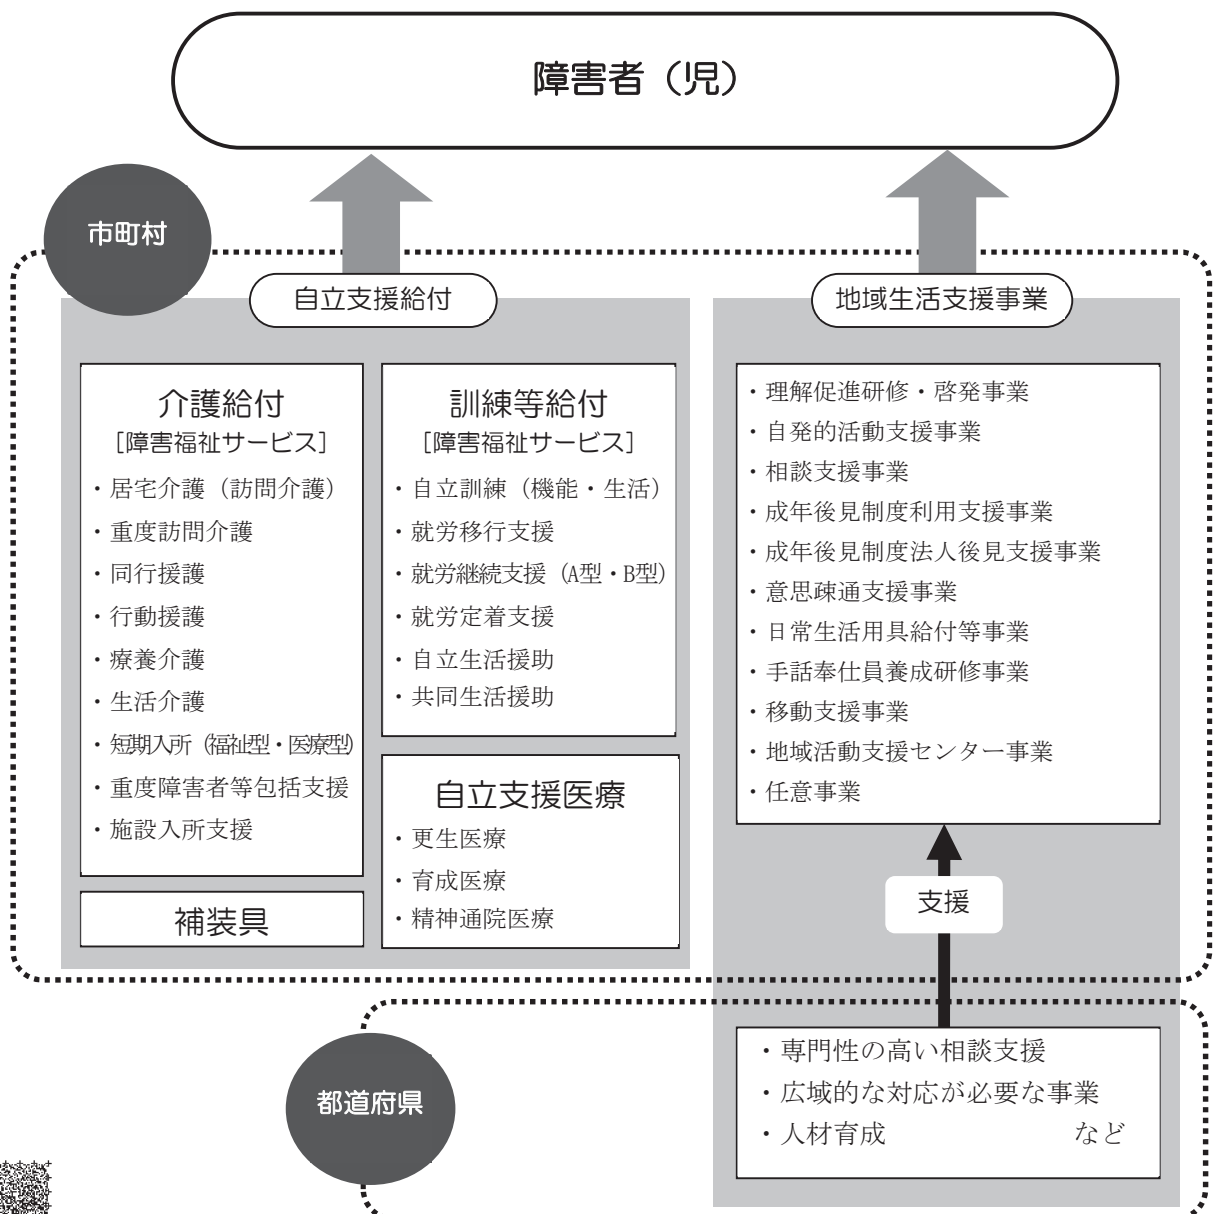 障害者（児）
市町村
自立支援給付
介護給付
［障害福祉サービス］
・居宅介護（訪問介護）
・重度訪問介護
・同行援護
・行動援護
・療養介護
・生活介護
・短期入所（福祉型・医療型）
・重度障害者等包括支援
・施設入所支援
補装具
訓練等給付
［障害福祉サービス］
・自立訓練（機能・生活）
・就労移行支援
・就労継続支援（A型・B型）
・就労定着支援
・自立生活援助
・共同生活援助
自立支援医療
・更生医療
・育成医療
・精神通院医療
地域生活支援事業
・理解促進研修・啓発事業
・自発的活動支援事業
・相談支援事業
・成年後見制度利用支援事業
・成年後見制度法人後見支援事業
・意思疎通支援事業
・日常生活用具給付等事業
・手話奉仕員養成研修事業
・移動支援事業
・地域活動支援センター事業
・任意事業
支援
都道府県
・専門性の高い相談支援
・広域的な対応が必要な事業
・人材育成　　　　　　　など